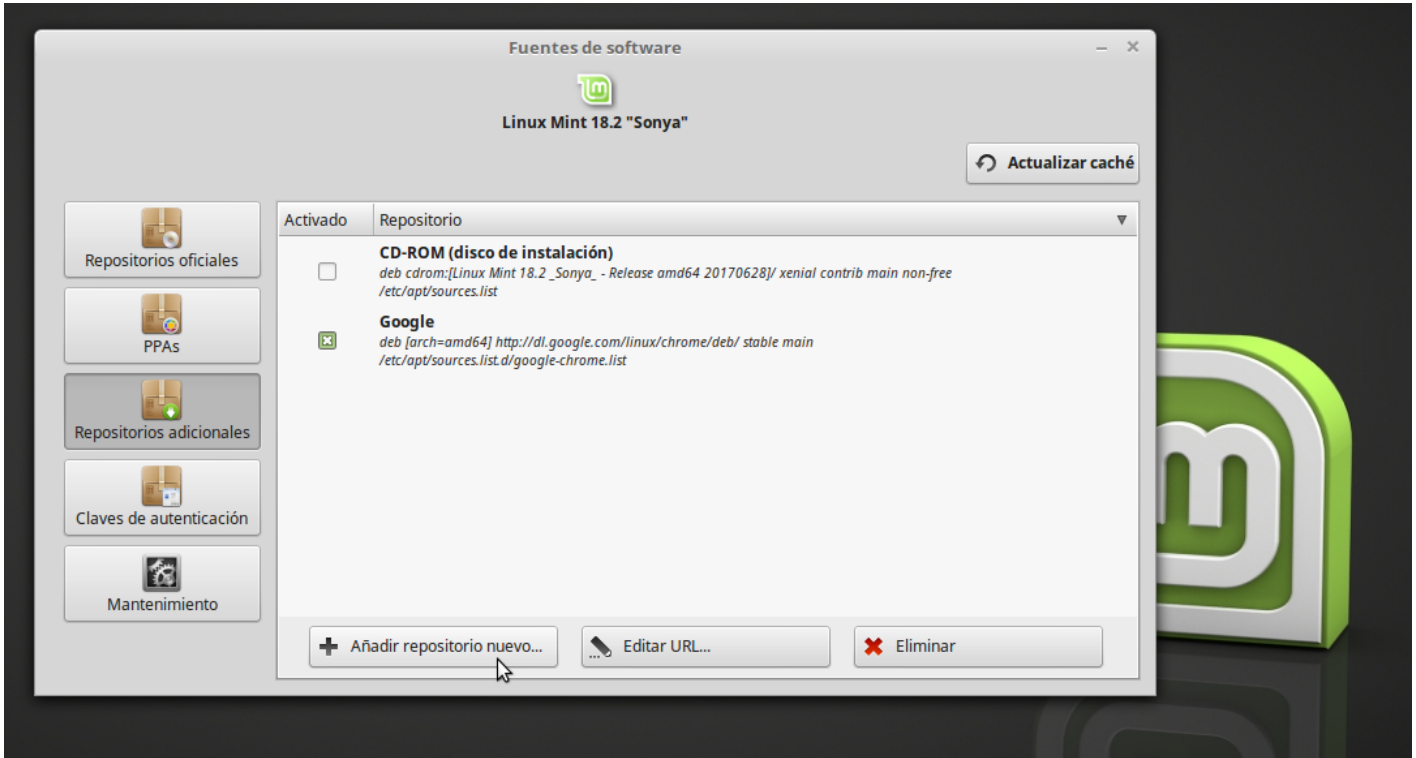 Fuentes de software
Linux Mint 18.2 "Sonya"
Actualizar caché
Repositorios oficiales
PPAs
Repositorios adicionales
Claves de autenticación
Mantenimiento
Activado Repositorio
CD-ROM (disco de instalación)
deb cdrom:[Linux Mint 18.2 _Sonya_ - Release amd64 20170628]/ xenial contrib main non-free
/etc/apt/sources.list
Google
deb [arch=amd64] http://dl.google.com/linux/chrome/deb/ stable main
/etc/apt/sources.list.d/google-chrome.list
Añadir repositorio nuevo... Editar URL... Eliminar